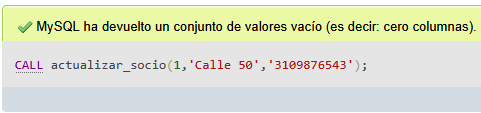 MySQL ha devuelto un conjunto de valores vacío (es decir: cero columnas).
CALL actualizar_socio(1,'Calle 50','3109876543');